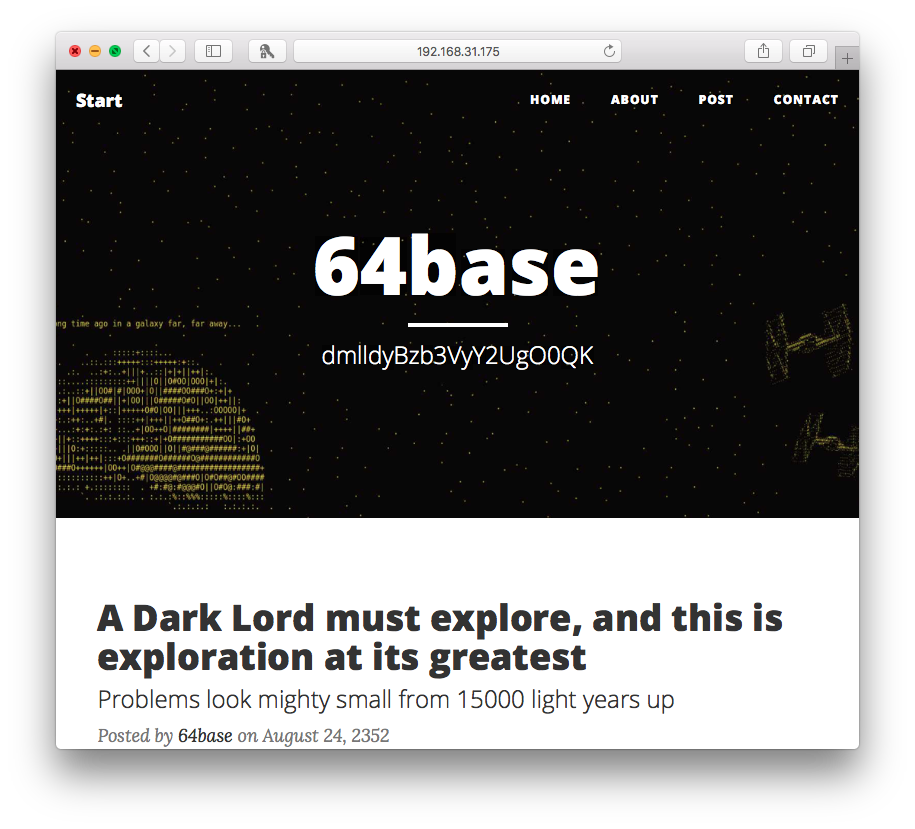 192.168.31.175
Start
HOME ABOUT POST CONTACT
64base
ng time ago in a galaxy far, far away...
dmlldyBzb3VyY2UgO0QK
A Dark Lord must explore, and this is
exploration at its greatest
Problems look mighty small from 15000 light years up
Posted by 64base on August 24, 2352